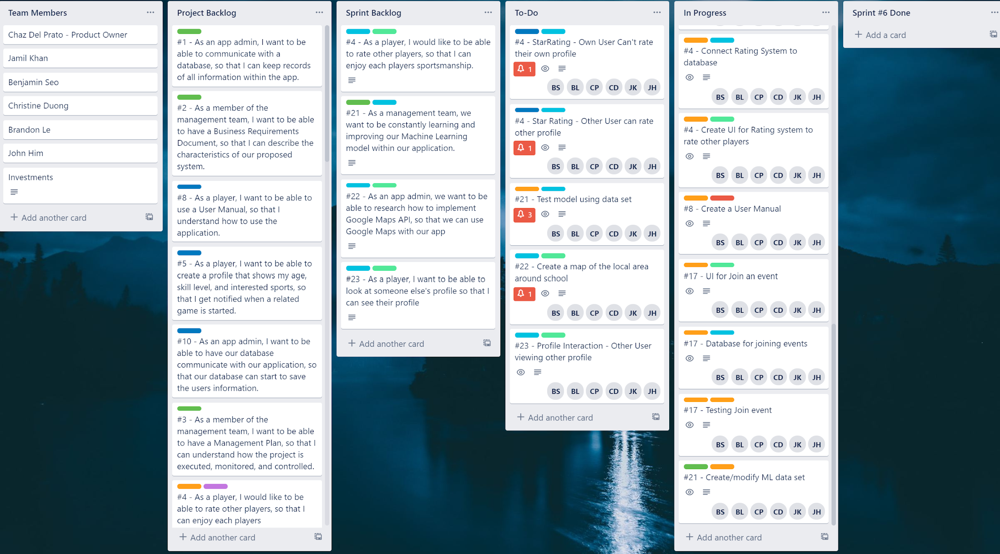 Team Members
Chaz Del Prato - Product Owner
Jamil Khan
Benjamin Seo
Christine Duong
Brandon Le
John Him
Investments
+ Add another card
Project Backlog
#1 - As an app admin, I want to be
able to communicate with a
database, so that I can keep records
of all information within the app.
#2 - As a member of the
management team, I want to be able
to have a Business Requirements
Document, so that I can describe the
characteristics of our proposed
system.
#8 - As a player, I want to be able to
use a User Manual, so that I
understand how to use the
application.
#5 - As a player, I want to be able to
create a profile that shows my age,
skill level, and interested sports, so
that I get notified when a related
game is started.
#10 - As an app admin, I want to be
able to have our database
communicate with our application, so
that our database can start to save
the users information.
#3 - As a member of the
management team, I want to be able
to have a Management Plan, so that I
can understand how the project is
executed, monitored, and controlled.
#4 - As a player, I would like to be
able to rate other players, so that I
can enjoy each players
+ Add another card
Sprint Backlog
#4 - As a player, I would like to be able
to rate other players, so that I can
enjoy each players sportsmanship.
#21 - As a management team, we
want to be constantly learning and
improving our Machine Learning
model within our application.
#22 - As an app admin, we want to be
able to research how to implement
Google Maps API, so that we can use
Google Maps with our app
#23 - As a player, I want to be able to
look at someone else's profile so that I
can see their profile
+ Add another card
To-Do
#4 - StarRating - Own User Can't rate
their own profile
1
BS BL CP CD JK JH
#4 - Star Rating - Other User can rate
other profile
1
BS BL CP CD JK JH
#21 - Test model using data set
3
BS BL CP CD JK JH
#22 - Create a map of the local area
around school
1
BS BL CP CD JK JH
#23 - Profile Interaction - Other User
viewing other profile
BS BL CP CD JK JH
+ Add another card
In Progress
#4 - Connect Rating System to
database
BS BL CP CD JK JH
#4 - Create UI for Rating system to
rate other players
BS BL CP CD JK JH
#8 - Create a User Manual
BS BL CP CD JK JH
#17 - UI for Join an event
BS BL CP CD JK JH
#17 - Database for joining events
BS BL CP CD JK JH
#17 - Testing Join event
BS BL CP CD JK JH
#21 - Create/modify ML data set
BS BL CP CD JK JH
+ Add another card
Sprint #6 Done
+ Add a card